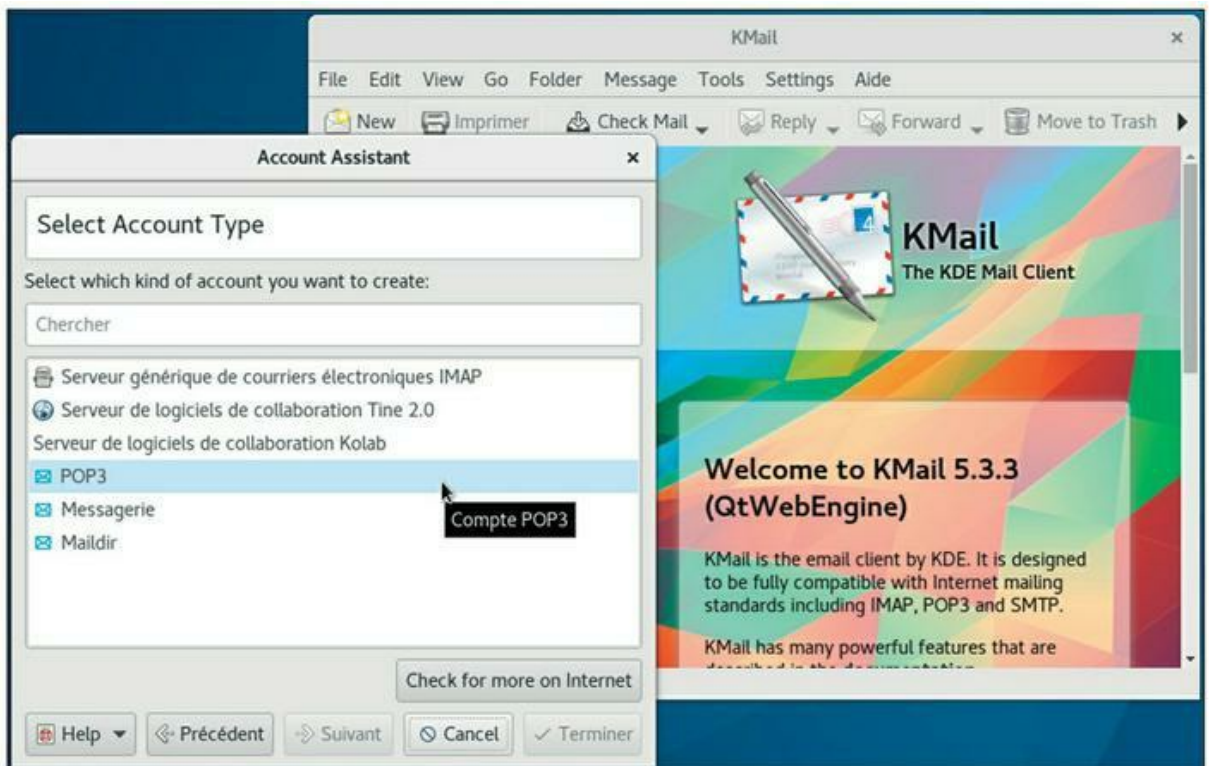 KMail
File Edit View Go Folder Message Tools Settings Aide
New Imprimer Check Mail Reply Forward Move to Trash
Account Assistant
Select Account Type
Select which kind of account you want to create:
Chercher
Serveur générique de courriers électroniques IMAP
Serveur de logiciels de collaboration Tine 2.0
Serveur de logiciels de collaboration Kolab
POP3
Compte POP3
Messagerie
Maildir
Check for more on Internet
Help Précédent Suivant Cancel Terminer
KMail
The KDE Mail Client
Welcome to KMail 5.3.3
(QtWebEngine)
KMail is the email client by KDE. It is designed
to be fully compatible with Internet mailing
standards including IMAP, POP3 and SMTP.
KMail has many powerful features that are